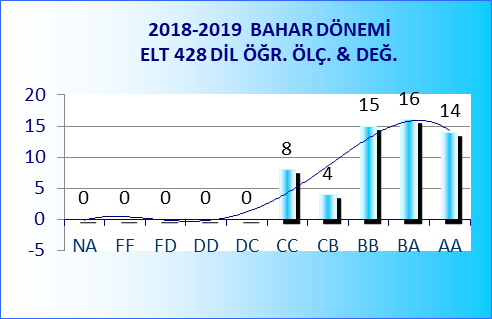 2018-2019 BAHAR DÖNEMİ
ELT 428 DİL ÖĞR. ÖLÇ. & DEĞ.
20
15
10
5
0
-5
0 0 0 0 0 8 4 15 16 14
NA FF FD DD DC CC CB BB BA AA